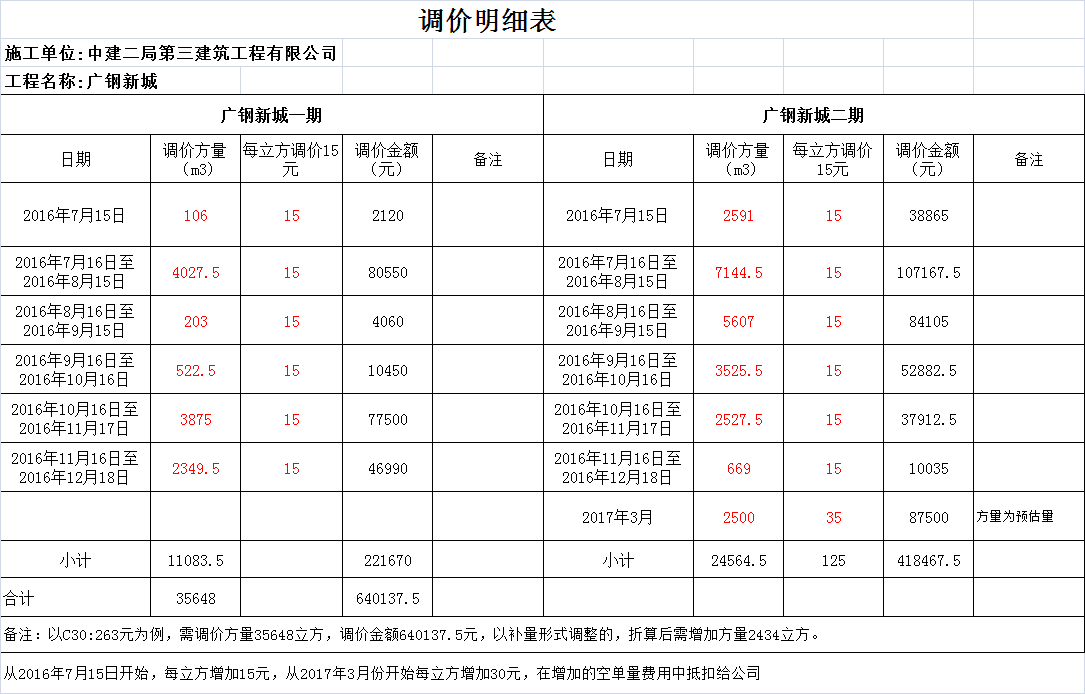 调价明细表
施工单位:中建二局第三建筑工程有限公司
工程名称:广钢新城
广钢新城一期 广钢新城二期
日期 调价方量（m3） 每立方调价15元 调价金额（元） 备注 日期 调价方量（m3） 每立方调价15元 调价金额（元） 备注
2016年7月15日 106 15 2120 2016年7月15日 2591 15 38865
2016年7月16日至2016年8月15日 4027.5 15 80550 2016年7月16日至2016年8月15日 7144.5 15 107167.5
2016年8月16日至2016年9月15日 203 15 4060 2016年8月16日至2016年9月15日 5607 15 84105
2016年9月16日至2016年10月16日 522.5 15 10450 2016年9月16日至2016年10月16日 3525.5 15 52882.5
2016年10月16日至2016年11月17日 3875 15 77500 2016年10月16日至2016年11月17日 2527.5 15 37912.5
2016年11月16日至2016年12月18日 2349.5 15 46990 2016年11月16日至2016年12月18日 669 15 10035
2017年3月 2500 35 87500 方量为预估量
小计 11083.5 221670 小计 24564.5 125 418467.5
合计 35648 640137.5
备注：以C30:263元为例，需调价方量35648立方，调价金额640137.5元，以补量形式调整的，折算后需增加方量2434立方。
从2016年7月15日开始，每立方增加15元，从2017年3月份开始每立方增加30元，在增加的空单量费用中抵扣给公司